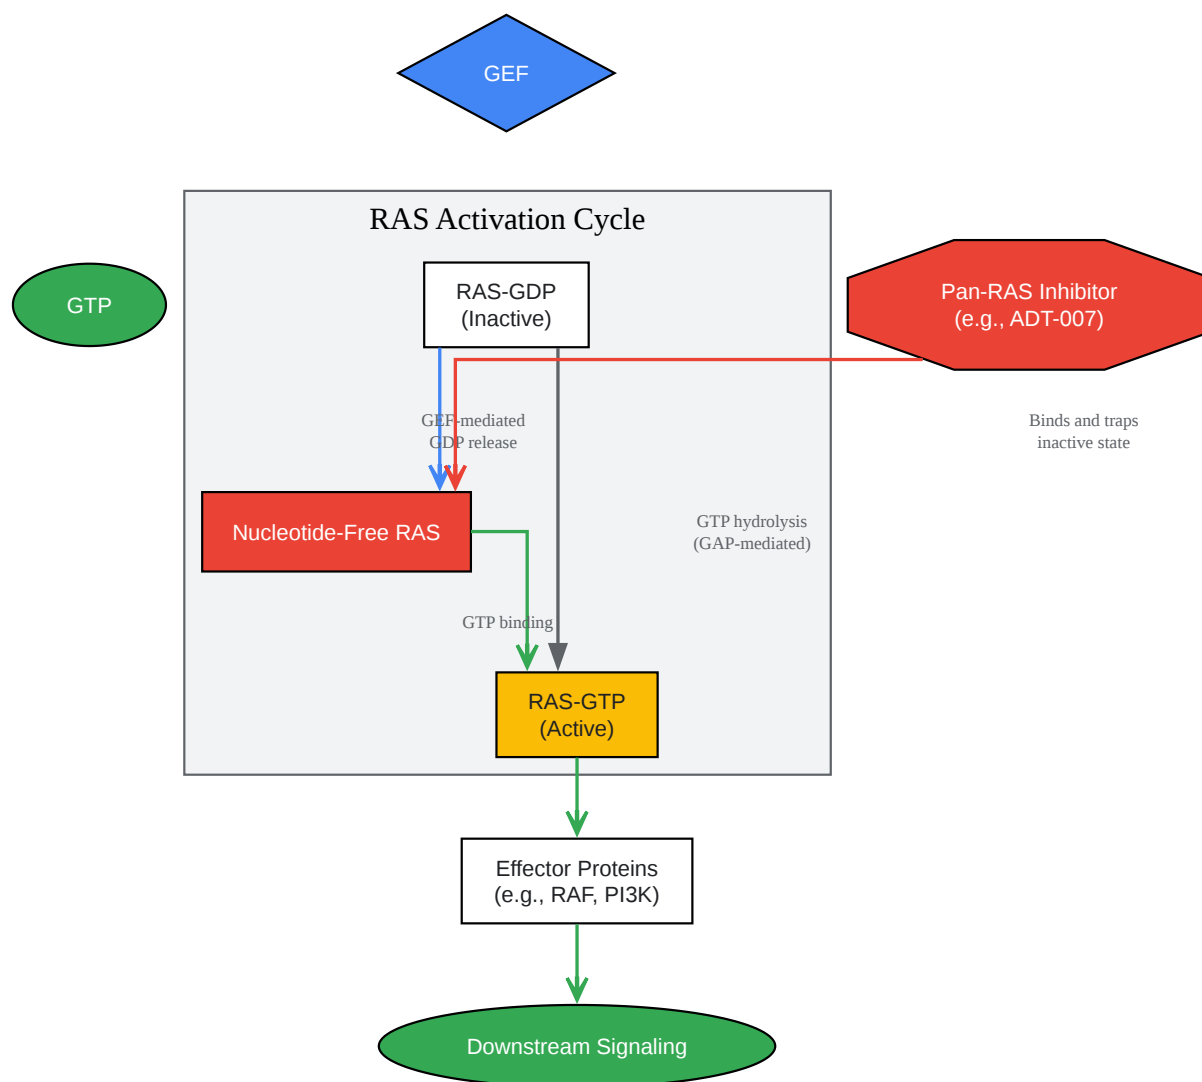 GEF
RAS Activation Cycle
GTP
RAS-GDP
(Inactive)
Pan-RAS Inhibitor
(e.g., ADT-007)
GEF-mediated
GDP release
Binds and traps
inactive state
Nucleotide-Free RAS
GTP hydrolysis
(GAP-mediated)
GTP binding
RAS-GTP
(Active)
Effector Proteins
(e.g., RAF, PI3K)
Downstream Signaling